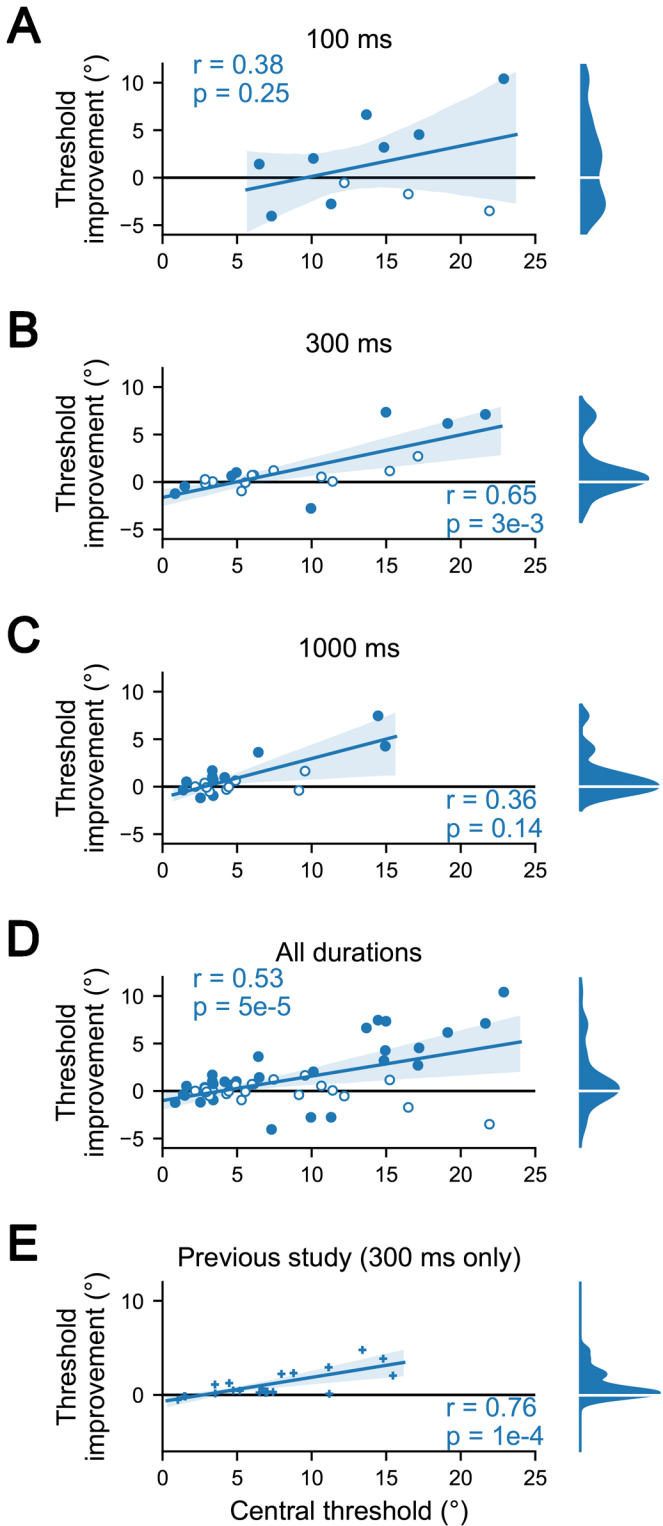 A
100 ms
r = 0.38
p = 0.25
Threshold
improvement (°)
10
5
0
−5
0 5 10 15 20 25
B
300 ms
Threshold
improvement (°)
10
5
0
−5
r = 0.65
p = 3e-3
0 5 10 15 20 25
C
1000 ms
Threshold
improvement (°)
10
5
0
−5
r = 0.36
p = 0.14
0 5 10 15 20 25
D
All durations
r = 0.53
p = 5e-5
Threshold
improvement (°)
10
5
0
−5
0 5 10 15 20 25
E
Previous study (300 ms only)
Threshold
improvement (°)
10
0
r = 0.76
p = 1e-4
0 5 10 15 20 25
Central threshold (°)